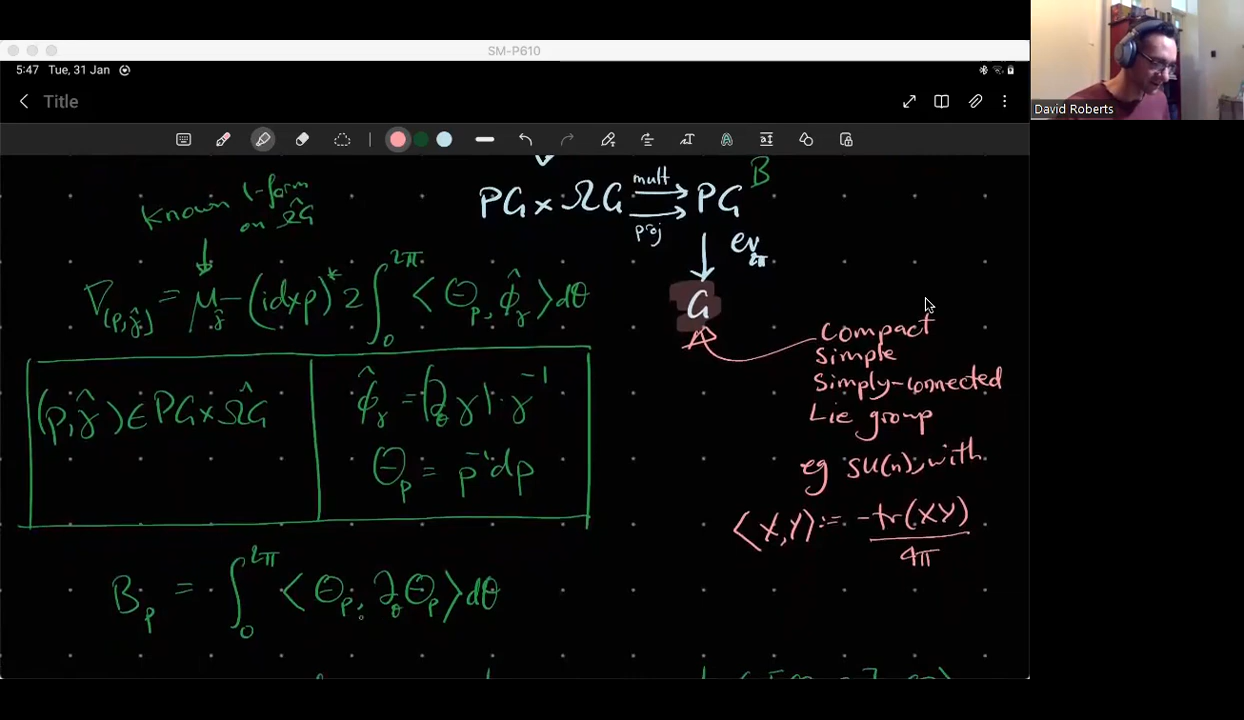 SM-P610
5:47 Tue, 31 Jan
Title
David Roberts
Known 1-form
on Ω̂G
PG × ΩG mult PG B
proj
ev_2π
G
∇_(p,γ̂) = μ_γ̂ - (id×p)* 2 ∫_0^2π ⟨Θ_p, φ̂_γ⟩dθ
Compact
Simple
Simply-connected
Lie group
eg SU(n), with
⟨X,Y⟩ := -tr(XY)
4π
(p,γ̂) ∈ PG × Ω̂G
φ̂_γ = (∂_θ γ)·γ^-1
Θ_p = p^-1 dp
B_p = ∫_0^2π ⟨Θ_p, ∂_θ Θ_p⟩dθ